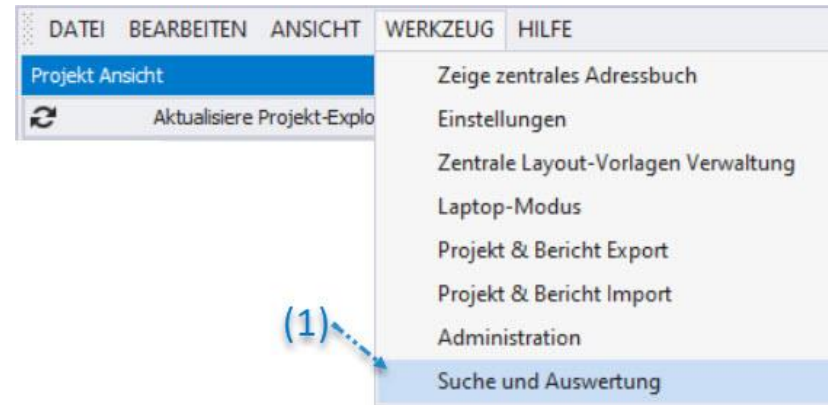 DATEI BEARBEITEN ANSICHT WERKZEUG HILFE
Projekt Ansicht
Aktualisiere Projekt-Explo
Zeige zentrales Adressbuch
Einstellungen
Zentrale Layout-Vorlagen Verwaltung
Laptop-Modus
Projekt & Bericht Export
Projekt & Bericht Import
Administration
(1)
Suche und Auswertung